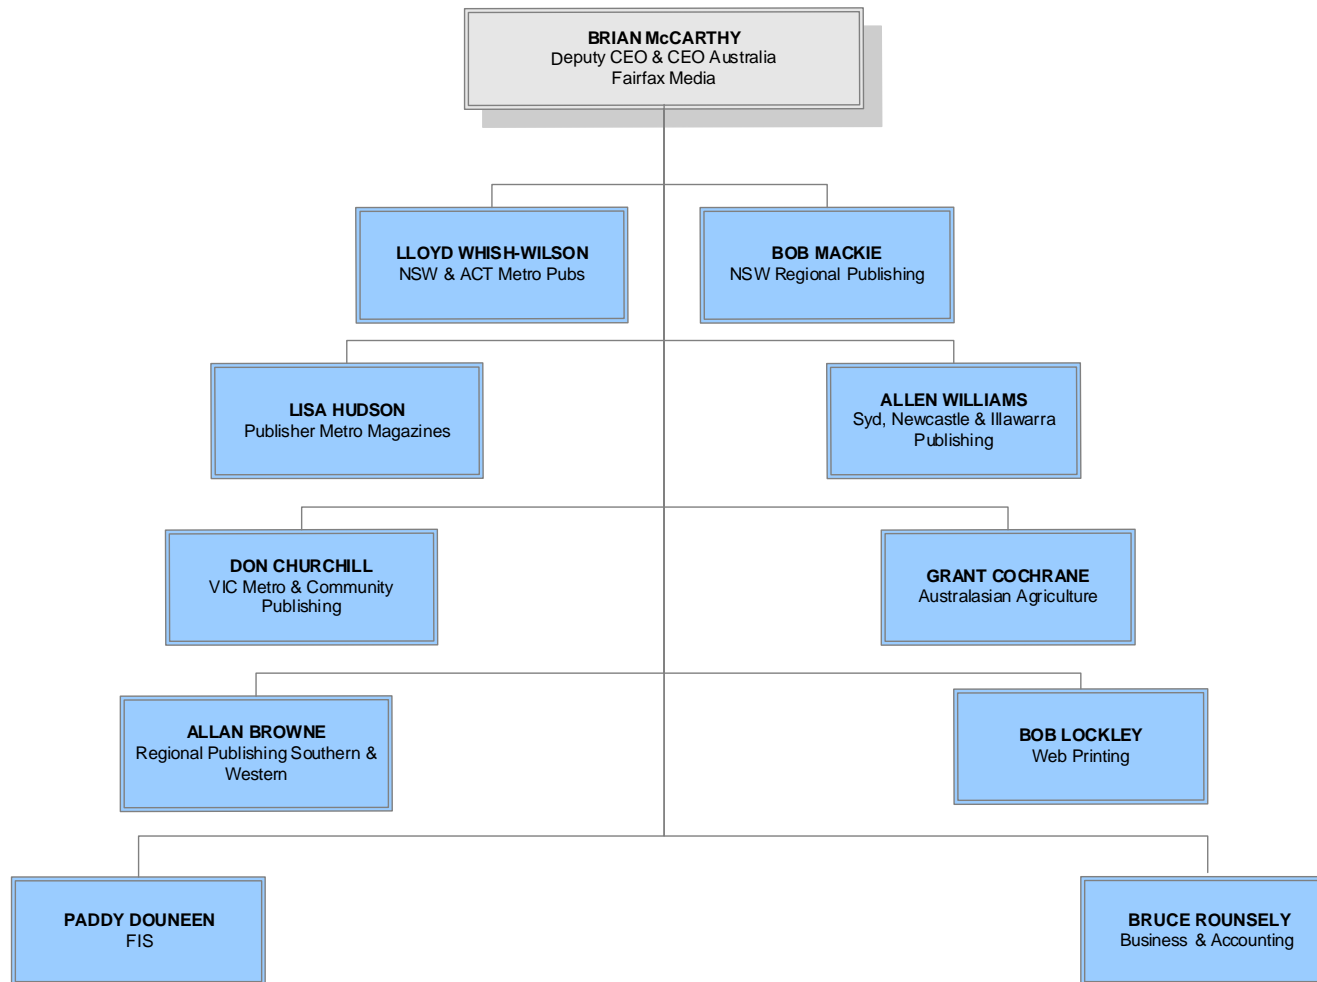 BRIAN McCARTHY
Deputy CEO & CEO Australia
Fairfax Media
LLOYD WHISH-WILSON
NSW & ACT Metro Pubs
BOB MACKIE
NSW Regional Publishing
LISA HUDSON
Publisher Metro Magazines
ALLEN WILLIAMS
Syd, Newcastle & Illawarra
Publishing
DON CHURCHILL
VIC Metro & Community
Publishing
GRANT COCHRANE
Australasian Agriculture
ALLAN BROWNE
Regional Publishing Southern &
Western
BOB LOCKLEY
Web Printing
PADDY DOUNEEN
FIS
BRUCE ROUNSELY
Business & Accounting